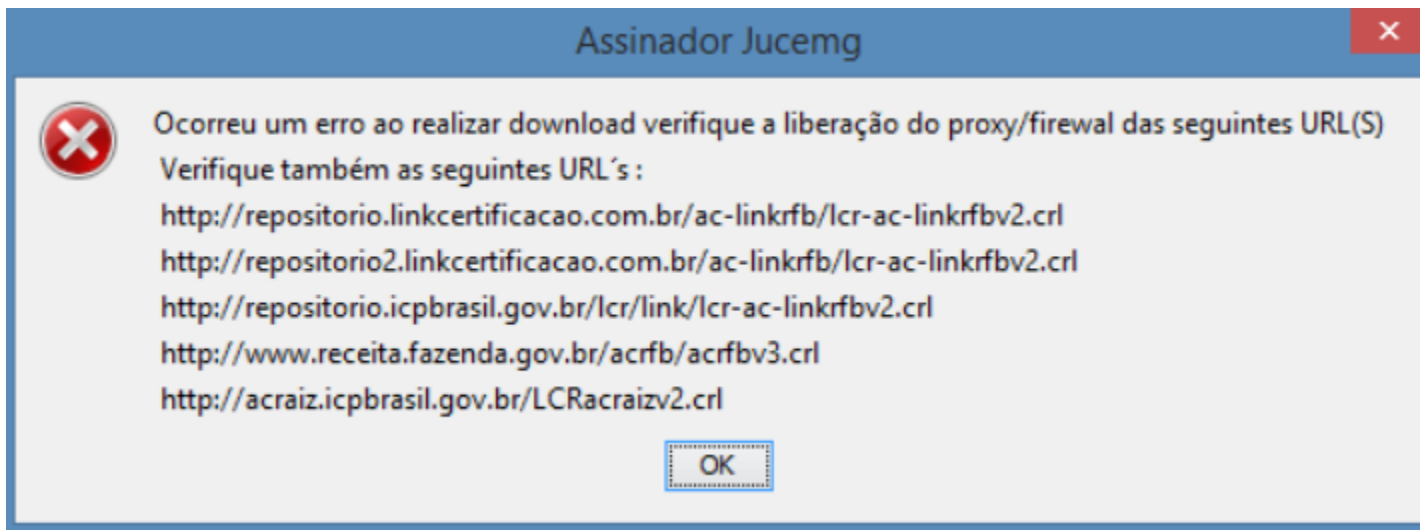 Assinador Jucemg
Ocorreu um erro ao realizar download verifique a liberação do proxy/firewal das seguintes URL(S)
Verifique também as seguintes URL´s :
http://repositorio.linkcertificacao.com.br/ac-linkrfb/lcr-ac-linkrfbv2.crl
http://repositorio2.linkcertificacao.com.br/ac-linkrfb/lcr-ac-linkrfbv2.crl
http://repositorio.icpbrasil.gov.br/lcr/link/lcr-ac-linkrfbv2.crl
http://www.receita.fazenda.gov.br/acrfb/acrfbv3.crl
http://acraiz.icpbrasil.gov.br/LCRacraizv2.crl
OK